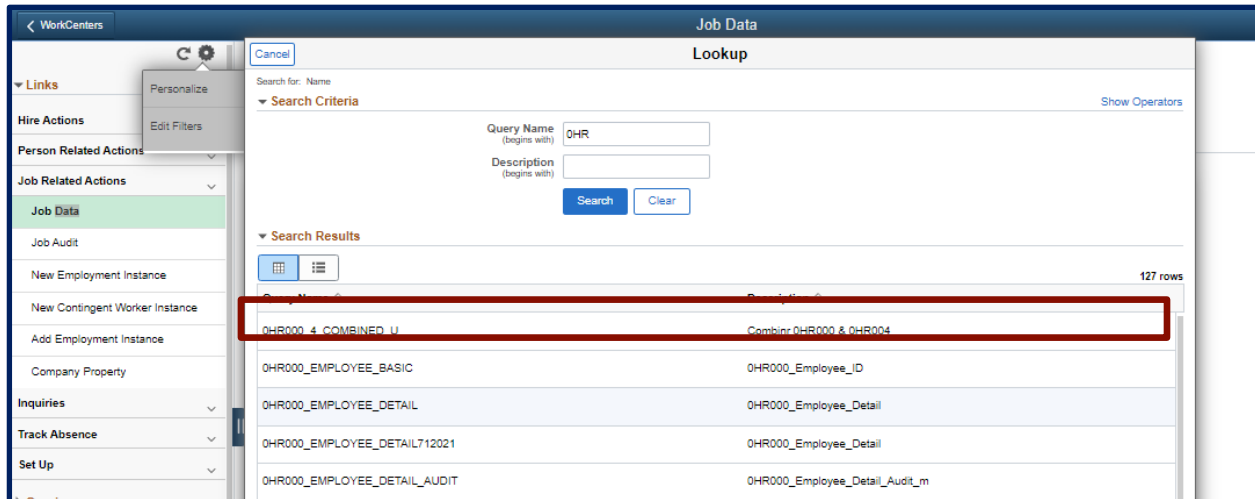 WorkCenters
Job Data
Links
Hire Actions
Person Related Actions
Job Related Actions
Job Data
Job Audit
New Employment Instance
New Contingent Worker Instance
Add Employment Instance
Company Property
Inquiries
Track Absence
Set Up
Personalize
Edit Filters
Cancel
Lookup
Search for: Name
Search Criteria
Show Operators
Query Name
(begins with)
0HR
Description
(begins with)
Search Clear
Search Results
127 rows
Query Name Description
0HR000_4_COMBINED_U Combinr 0HR000 & 0HR004
0HR000_EMPLOYEE_BASIC 0HR000_Employee_ID
0HR000_EMPLOYEE_DETAIL 0HR000_Employee_Detail
0HR000_EMPLOYEE_DETAIL712021 0HR000_Employee_Detail
0HR000_EMPLOYEE_DETAIL_AUDIT 0HR000_Employee_Detail_Audit_m